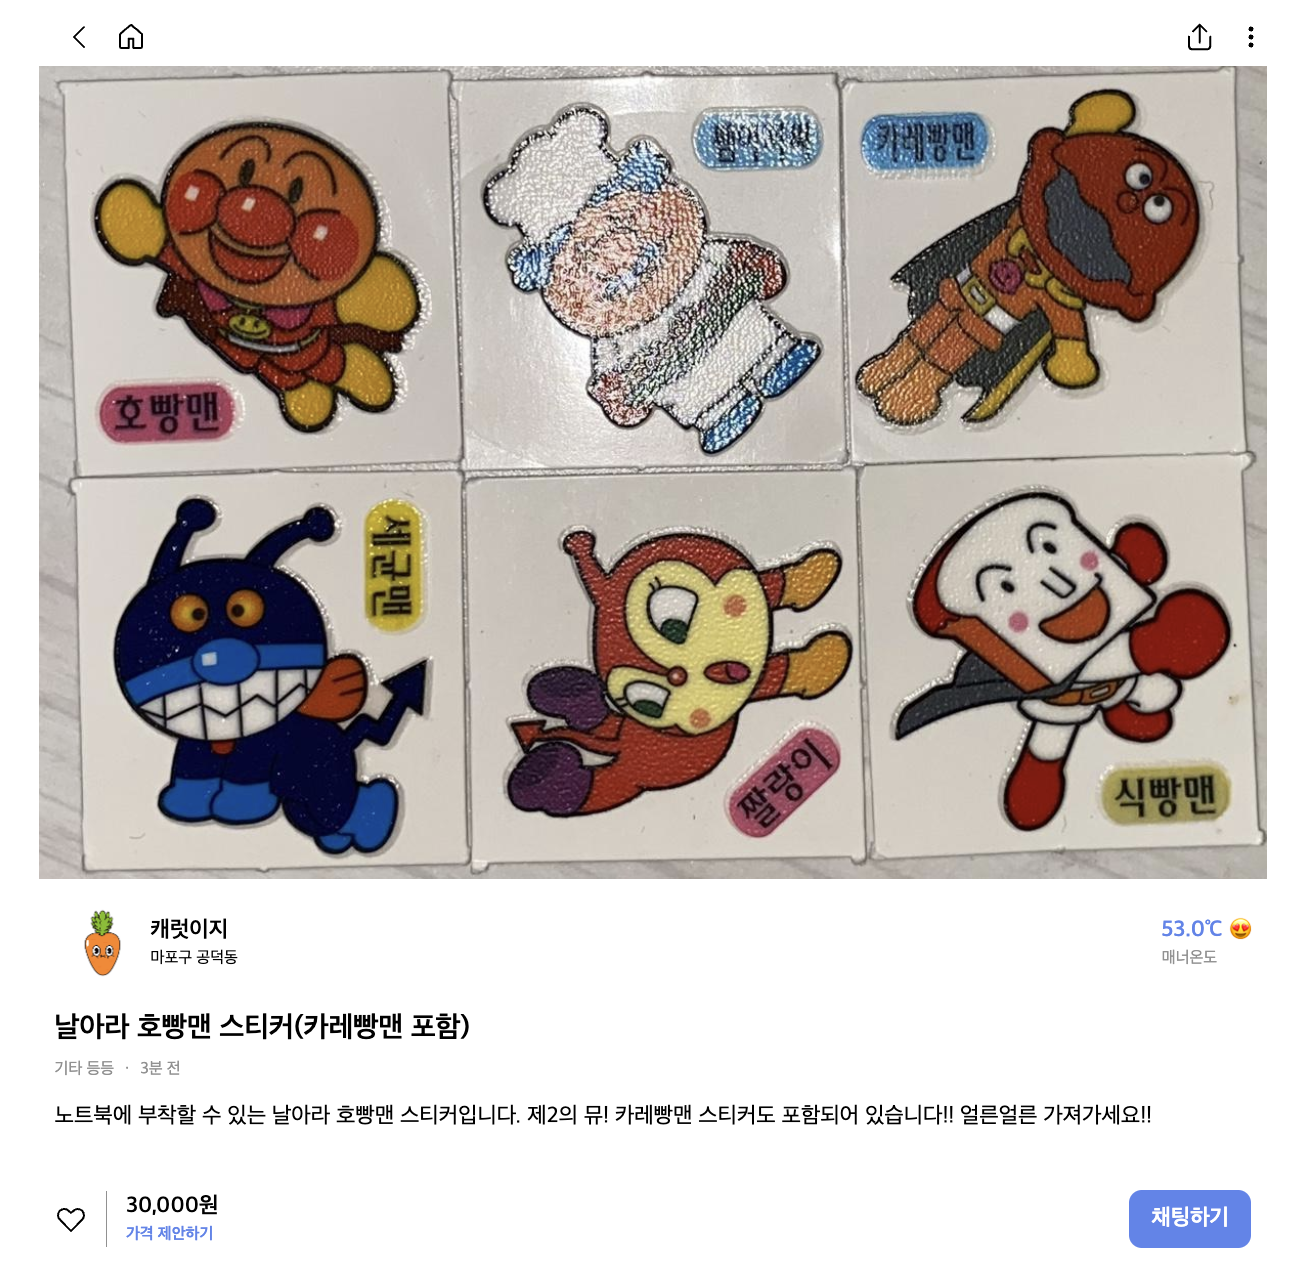 카레빵맨
호빵맨
세균맨
짤랑이
식빵맨
캐럿이지
마포구 공덕동
53.0℃
매너온도
날아라 호빵맨 스티커(카레빵맨 포함)
기타 등등 · 3분 전
노트북에 부착할 수 있는 날아라 호빵맨 스티커입니다. 제2의 뮤! 카레빵맨 스티커도 포함되어 있습니다!! 얼른얼른 가져가세요!!
30,000원
가격 제안하기
채팅하기